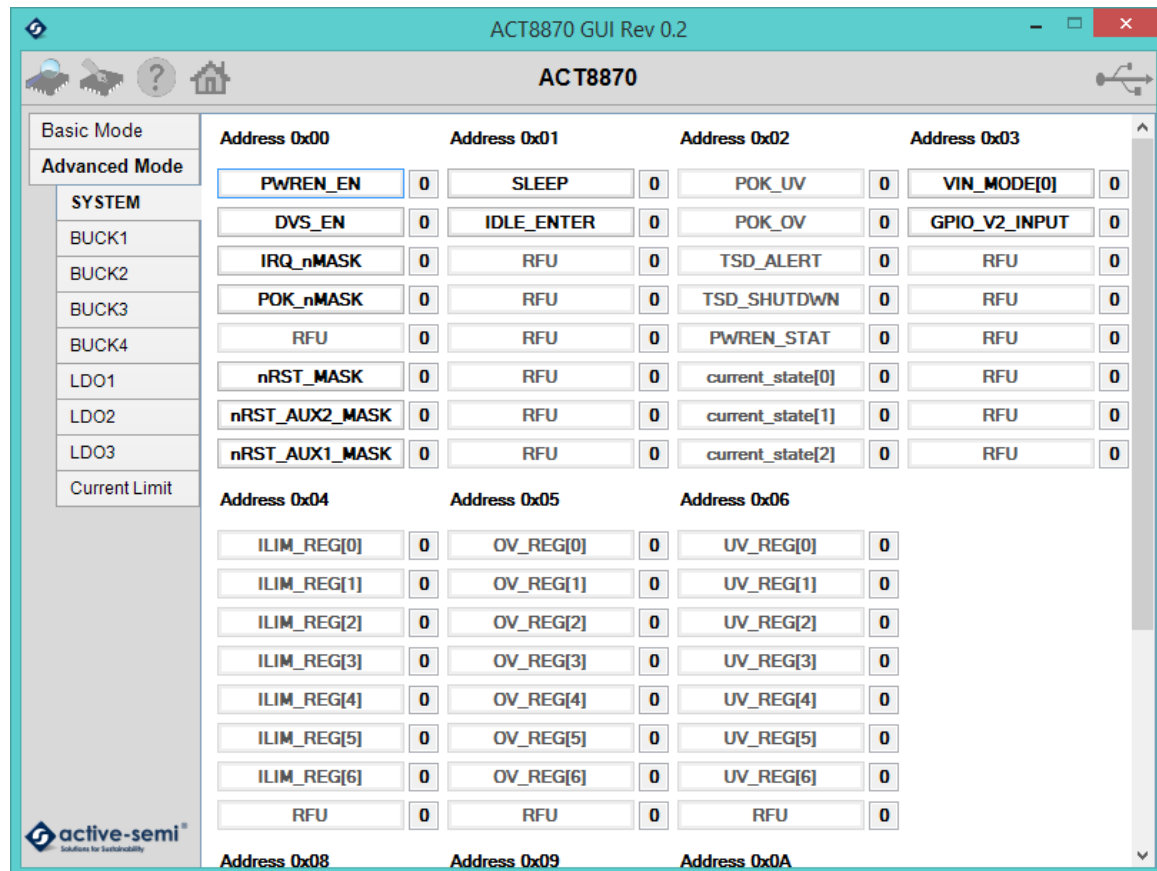 ACT8870 GUI Rev 0.2
ACT8870
Basic Mode
Advanced Mode
SYSTEM
BUCK1
BUCK2
BUCK3
BUCK4
LDO1
LDO2
LDO3
Current Limit
Address 0x00 Address 0x01 Address 0x02 Address 0x03
PWREN_EN 0 SLEEP 0 POK_UV 0 VIN_MODE[0] 0
DVS_EN 0 IDLE_ENTER 0 POK_OV 0 GPIO_V2_INPUT 0
IRQ_nMASK 0 RFU 0 TSD_ALERT 0 RFU 0
POK_nMASK 0 RFU 0 TSD_SHUTDWN 0 RFU 0
RFU 0 RFU 0 PWREN_STAT 0 RFU 0
nRST_MASK 0 RFU 0 current_state[0] 0 RFU 0
nRST_AUX2_MASK 0 RFU 0 current_state[1] 0 RFU 0
nRST_AUX1_MASK 0 RFU 0 current_state[2] 0 RFU 0
Address 0x04 Address 0x05 Address 0x06
ILIM_REG[0] 0 OV_REG[0] 0 UV_REG[0] 0
ILIM_REG[1] 0 OV_REG[1] 0 UV_REG[1] 0
ILIM_REG[2] 0 OV_REG[2] 0 UV_REG[2] 0
ILIM_REG[3] 0 OV_REG[3] 0 UV_REG[3] 0
ILIM_REG[4] 0 OV_REG[4] 0 UV_REG[4] 0
ILIM_REG[5] 0 OV_REG[5] 0 UV_REG[5] 0
ILIM_REG[6] 0 OV_REG[6] 0 UV_REG[6] 0
RFU 0 RFU 0 RFU 0
Address 0x08 Address 0x09 Address 0x0A
active-semi®
Solutions for Sustainability